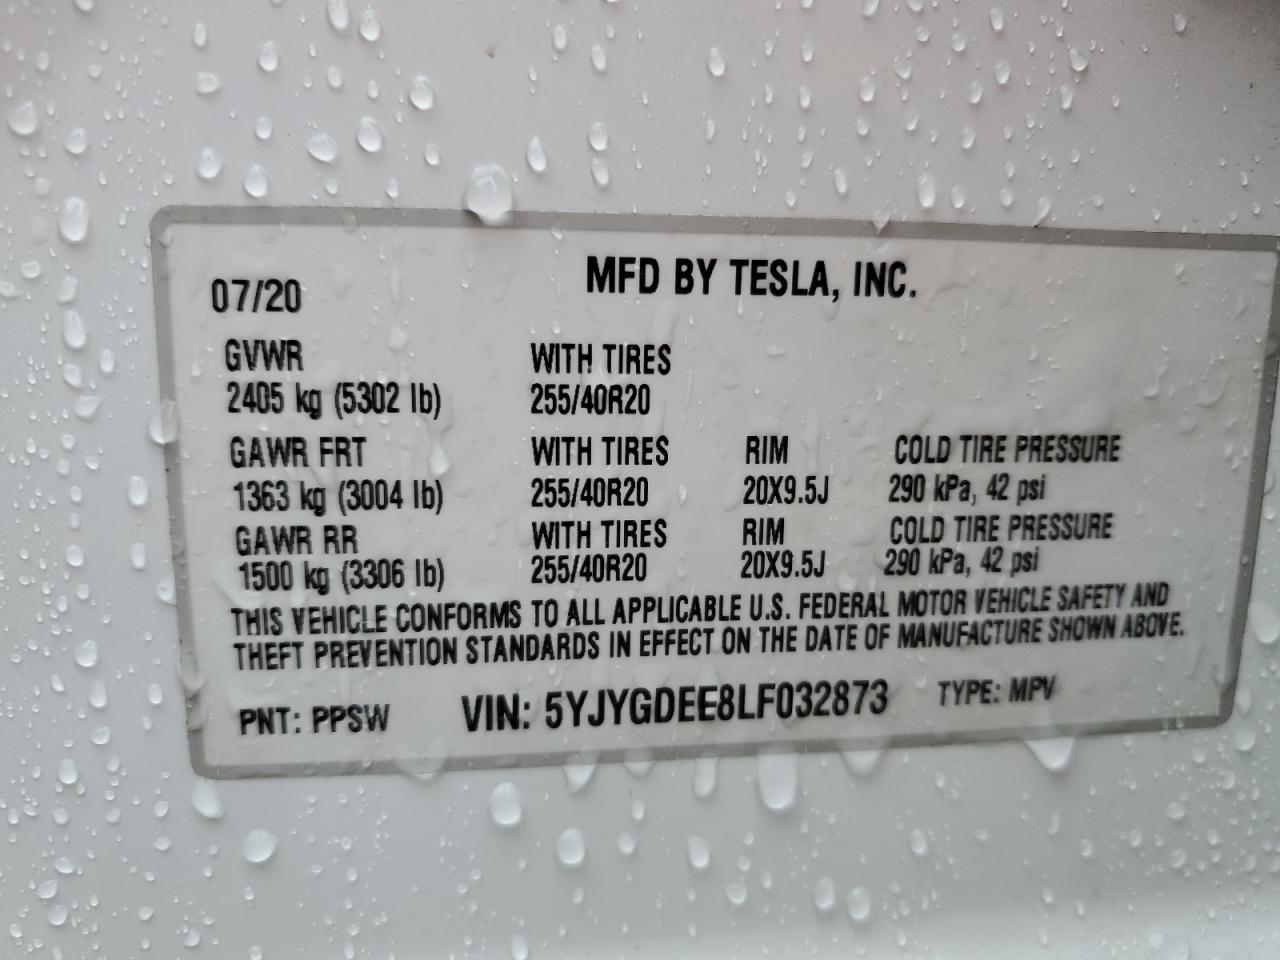 MFD BY TESLA, INC.
07/20
GVWR WITH TIRES
2405 kg (5302 lb) 255/40R20
GAWR FRT WITH TIRES RIM COLD TIRE PRESSURE
1363 kg (3004 lb) 255/40R20 20X9.5J 290 kPa, 42 psi
GAWR RR WITH TIRES RIM COLD TIRE PRESSURE
1500 kg (3306 lb) 255/40R20 20X9.5J 290 kPa, 42 psi
THIS VEHICLE CONFORMS TO ALL APPLICABLE U.S. FEDERAL MOTOR VEHICLE SAFETY AND
THEFT PREVENTION STANDARDS IN EFFECT ON THE DATE OF MANUFACTURE SHOWN ABOVE.
PNT: PPSW VIN: 5YJYGDEE8LF032873 TYPE: MPV